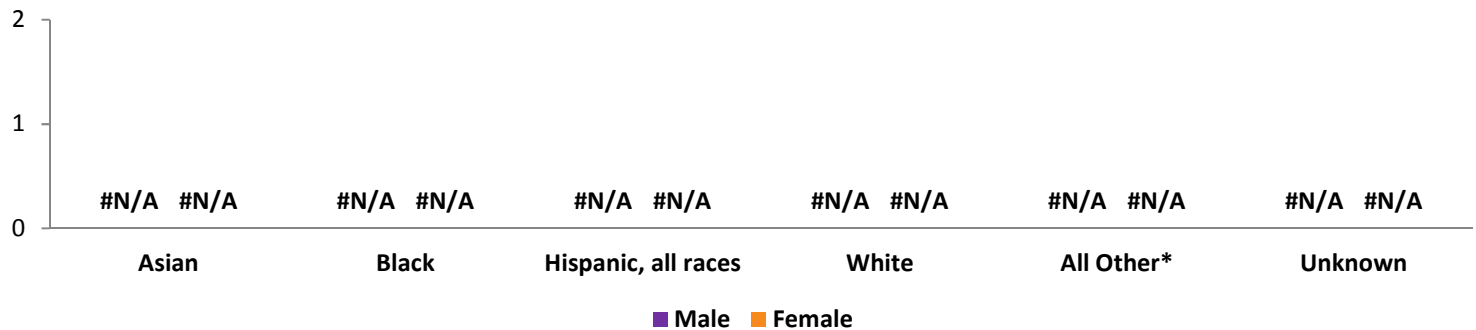 2
1
0
#N/A #N/A #N/A #N/A #N/A #N/A #N/A #N/A #N/A #N/A #N/A #N/A
Asian Black Hispanic, all races White All Other* Unknown
Male Female